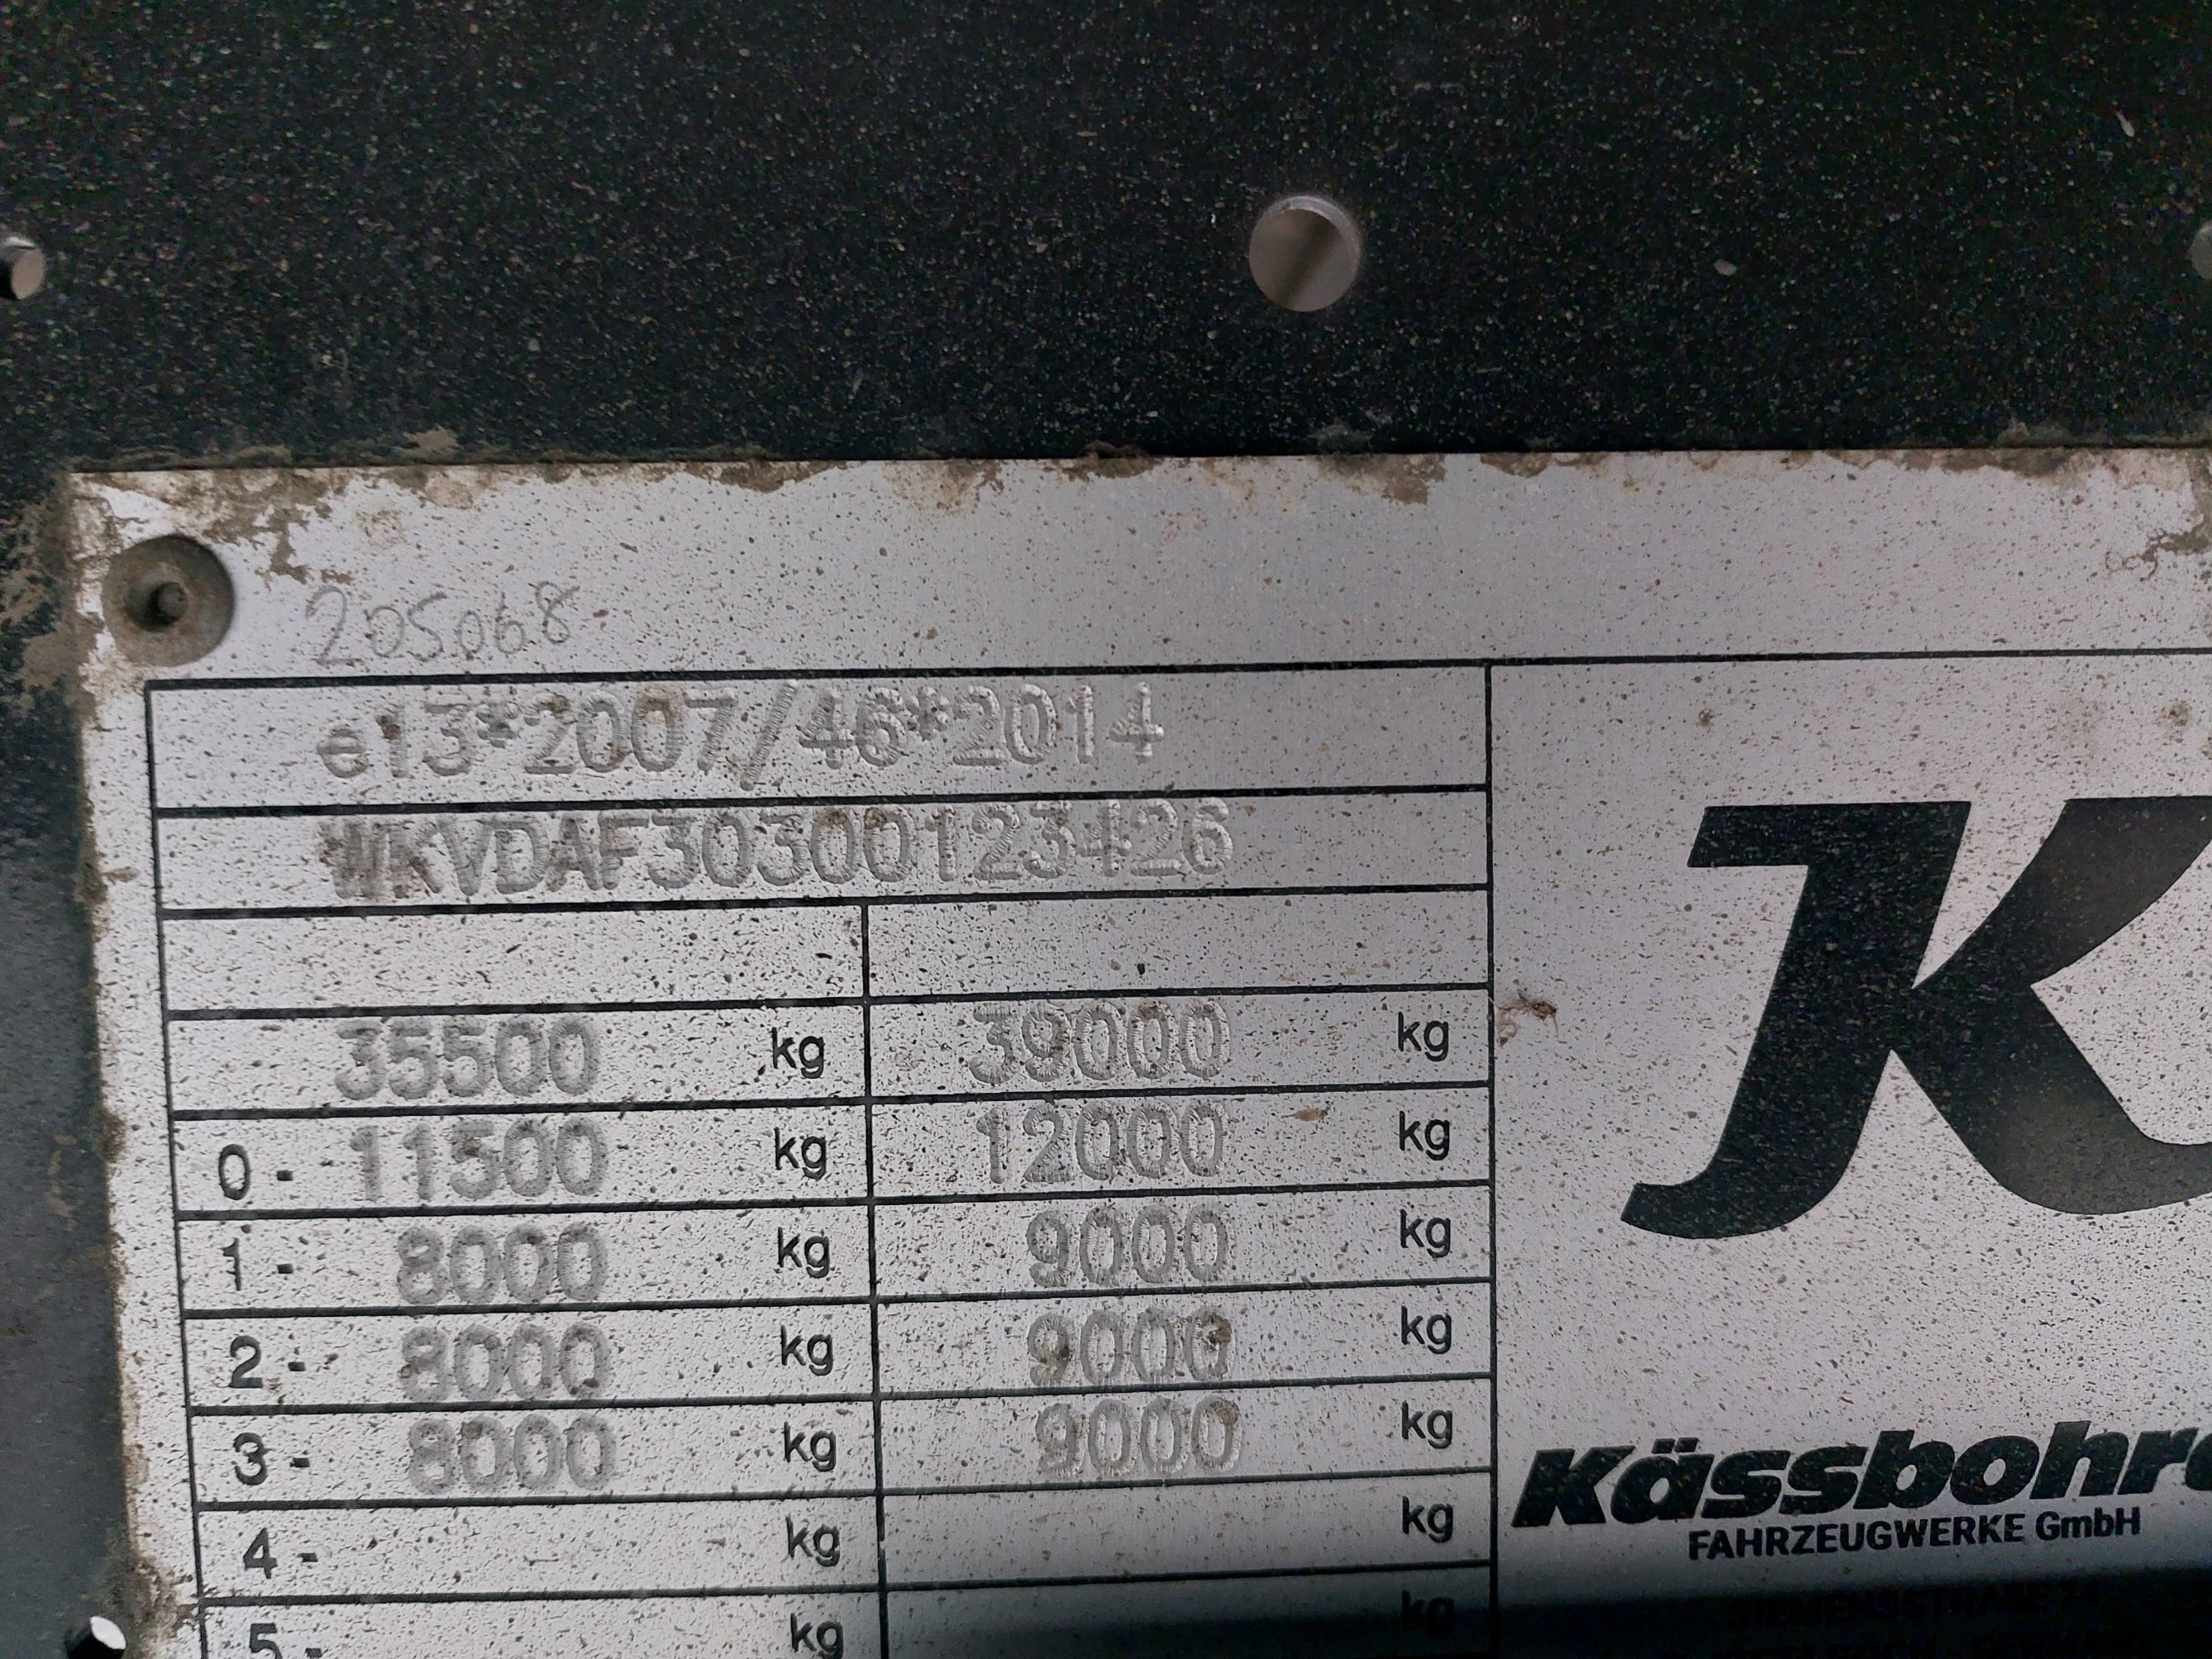 205068
e13*2007/46*2014
WKVDAF30300123426
35500 kg 39000 kg
0- 11500 kg 12000 kg
1- 8000 kg 9000 kg
2- 8000 kg 9000 kg
3- 8000 kg 9000 kg
4- kg kg
5- kg kg
K
Kässbohre
FAHRZEUGWERKE GmbH